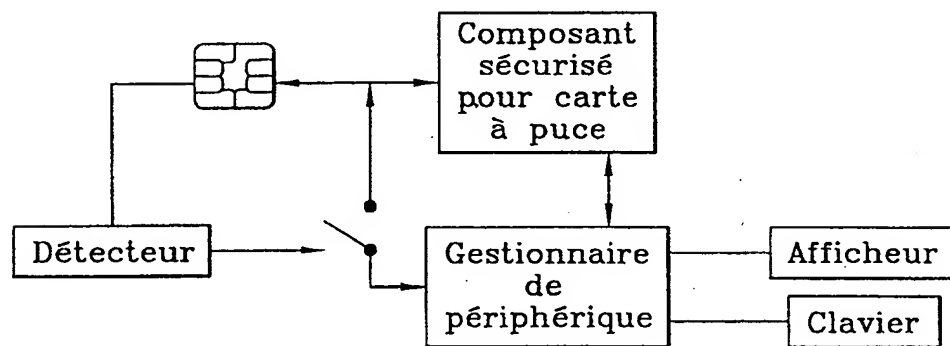 Composant
sécurisé
pour carte
à puce
Détecteur
Gestionnaire
de
périphérique
Afficheur
Clavier